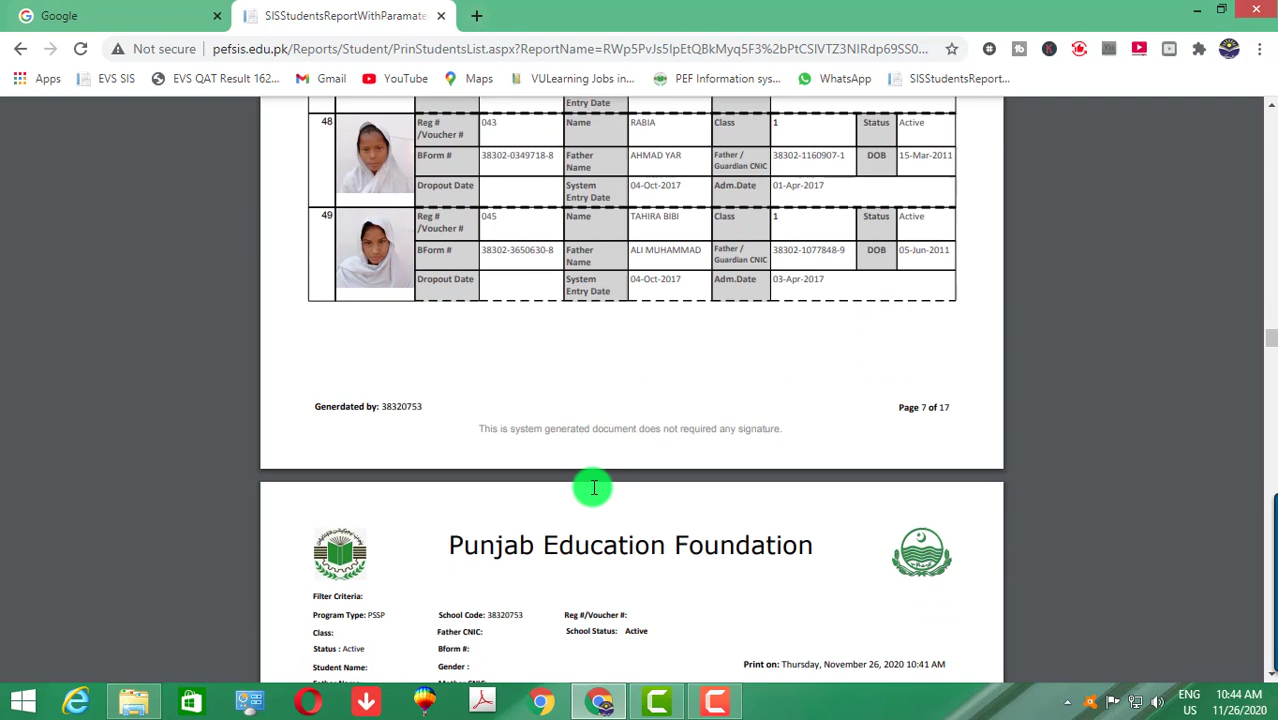 Google
SISStudentsReportWithParamate
Not secure pefsis.edu.pk/Reports/Student/PrinStudentsList.aspx?ReportName=RWp5PvJs5IpEtQBkMyq5F3%2bPtCSIVTZ3NIRdp69SS0...
Apps EVS SIS EVS QAT Result 162... Gmail YouTube Maps VULearning Jobs in... PEF Information sys... WhatsApp SISStudentsReport...
Entry Date
48 Reg # /Voucher # 043 Name RABIA Class 1 Status Active
BForm # 38302-0349718-8 Father Name AHMAD YAR Father / Guardian CNIC 38302-1160907-1 DOB 15-Mar-2011
Dropout Date System Entry Date 04-Oct-2017 Adm.Date 01-Apr-2017
49 Reg # /Voucher # 045 Name TAHIRA BIBI Class 1 Status Active
BForm # 38302-3650630-8 Father Name ALI MUHAMMAD Father / Guardian CNIC 38302-1077848-9 DOB 05-Jun-2011
Dropout Date System Entry Date 04-Oct-2017 Adm.Date 03-Apr-2017
Generdated by: 38320753 Page 7 of 17
This is system generated document does not required any signature.
Punjab Education Foundation
Filter Criteria:
Program Type: PSSP School Code: 38320753 Reg #/Voucher #:
Class: Father CNIC: School Status: Active
Status : Active Bform #:
Student Name: Gender : Print on: Thursday, November 26, 2020 10:41 AM
ENG 10:44 AM
US 11/26/2020